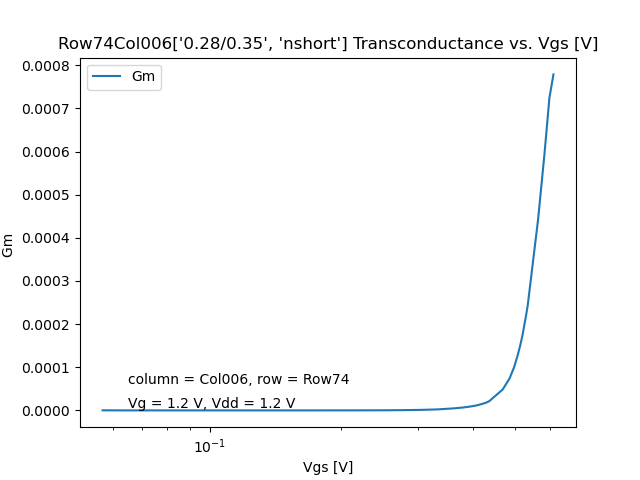 Row74Col006['0.28/0.35', 'nshort'] Transconductance vs. Vgs [V]
Gm
0.0008
0.0007
0.0006
0.0005
0.0004
0.0003
0.0002
0.0001
0.0000
Gm
column = Col006, row = Row74
Vg = 1.2 V, Vdd = 1.2 V
10⁻¹
Vgs [V]